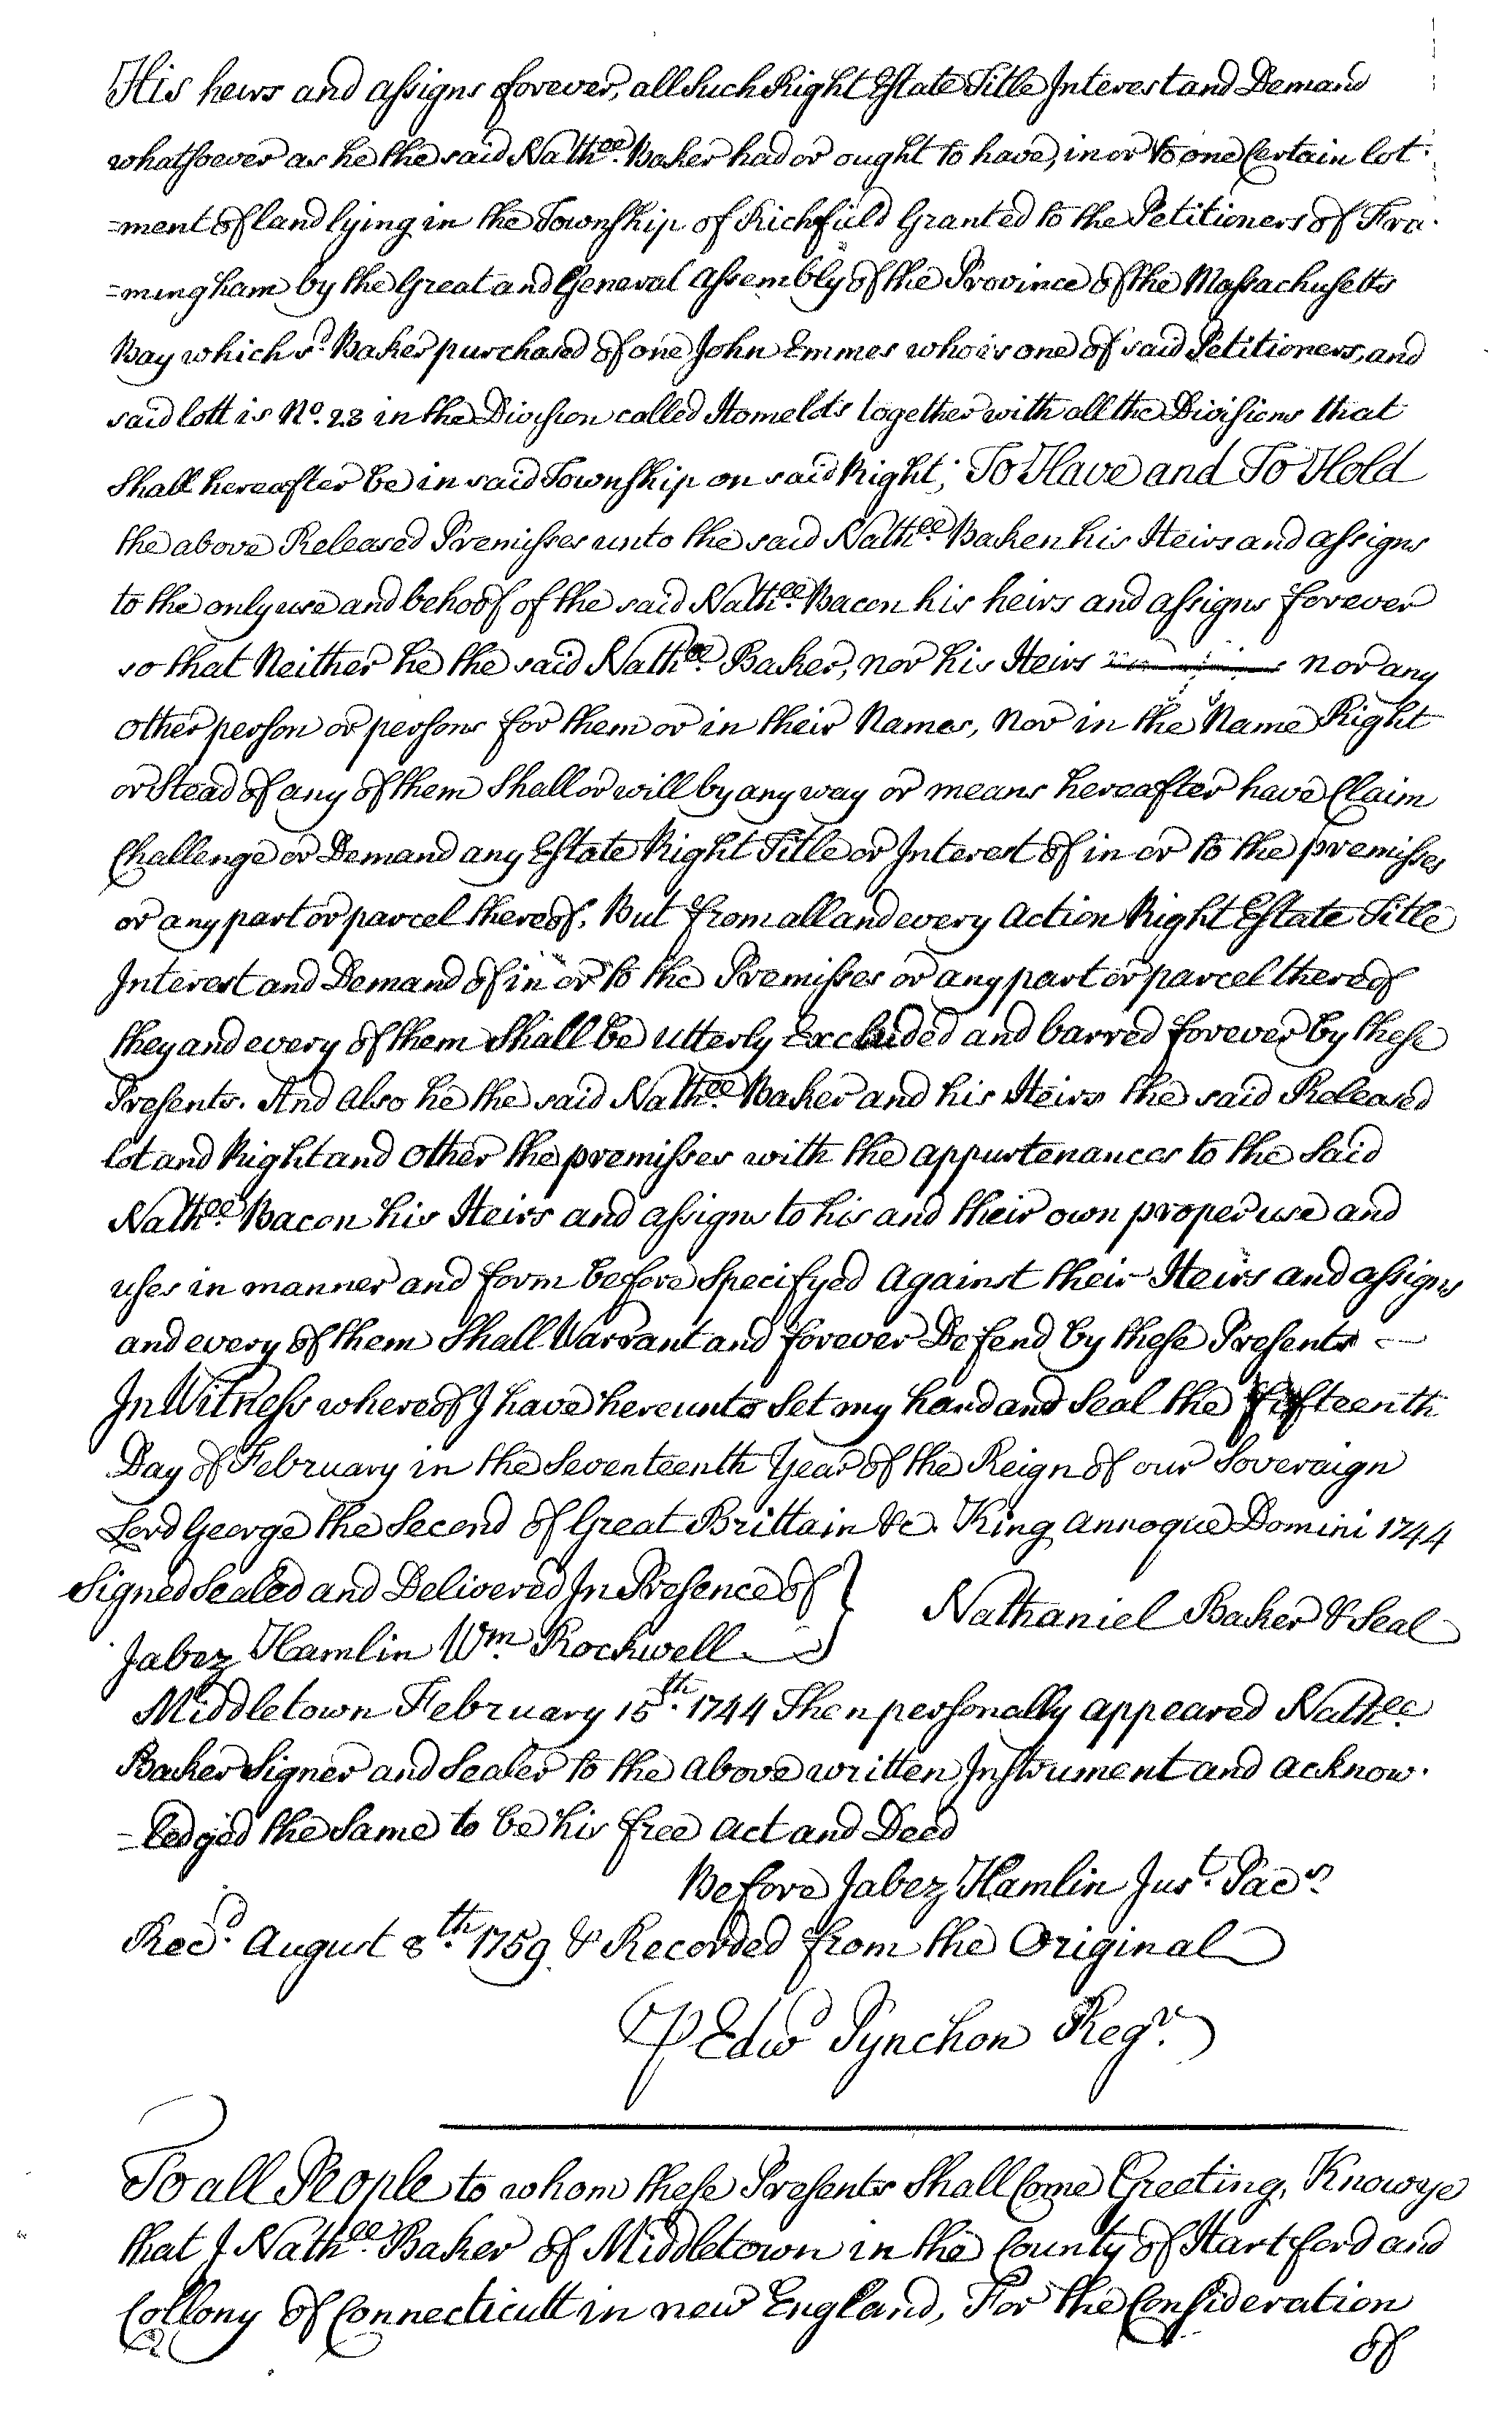 His heirs and assigns forever, all Such Right Estate Title Interest and Demand
whatsoever as he the said Nathll. Baker had or ought to have, in or to one Certain lot
=ment of land lying in the Township of Richfield Granted to the Petitioners of Fra-
=mingham by the Great and General Assembly of the Province of the Massachusetts
Bay which sd. Baker purchased of one John Emmes who is one of said Petitioners, and
said lott is No. 23 in the Division called Homelots together with all the Divisions that
Shall hereafter be in said Township on said Right; To Have and To Hold
the above Released Premisses unto the said Nathll. Baken his Heirs and assigns
to the only use and behoof of the said Nathll. Bacon his heirs and assigns forever
so that Neither he the said Nathll. Baker, nor his Heirs nor any
other person or persons for them or in their Names, Nor in the Name Right
or Stead of any of them Shall or will by any way or means hereafter have Claim
Challenge or Demand any Estate Right Title or Interest of in or to the premisses
or any part or parcel thereof, But from all and every Action Right Estate Title
Interest and Demand of in or to the Premisses or any part or parcel thereof
they and every of them Shall be utterly Excluded and barred forever by these
Presents. And also he the said Nathll. Baker and his Heirs the said Released
lot and Right and other the premisses with the appurtenances to the Said
Nathll. Bacon his Heirs and assigns to his and their own proper use and
uses in manner and form before Specifyed Against their Heirs and assigns
and every of them Shall Warrant and forever Defend by these Presents
In Witness whereof I have hereunto Set my hand and Seal the fifteenth
Day of February in the Seventeenth Year of the Reign of our Soveraign
Lord George the Second of Great Brittain &c. King Annoque Domini 1744
Signed Sealed and Delivered In Presence of } Nathaniel Baker & Seal
Jabez Hamlin Wm. Rockwell
Middletown February 15th. 1744 Then personally appeared Nathll
Baker Signer and Sealer to the above written Instrument and acknow-
=ledged the Same to be his free Act and Deed
Before Jabez Hamlin Just. Pacs.
Recd. August 8th. 1759 & Recorded from the Original
P Edwd Pynchon Regr.
To all People to whom these Presents Shall Come Greeting, Know ye
that I Nathll. Baker of Middletown in the County of Hartford and
Collony of Connecticutt in new England, For the Consideration
of